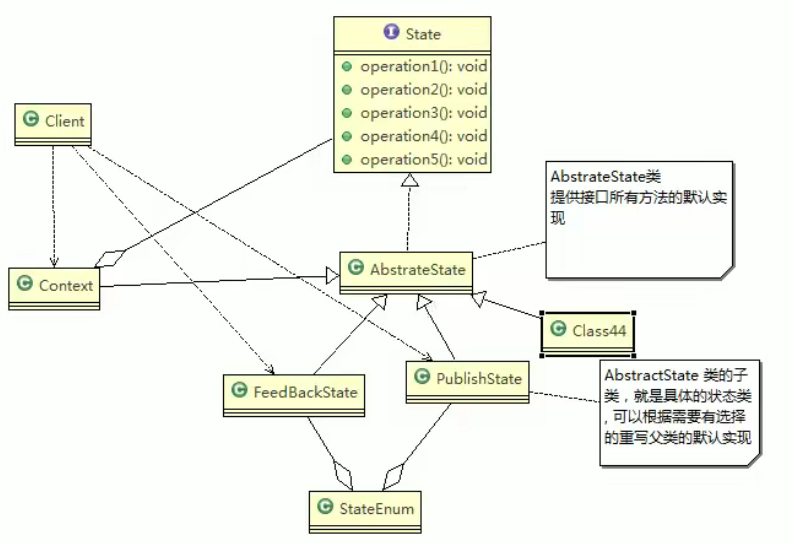 State
operation1(): void
operation2(): void
operation3(): void
operation4(): void
operation5(): void
Client
AbstrateState类
提供接口所有方法的默认实
现
AbstrateState
Context
Class44
FeedBackState
PublishState
AbstractState 类的子
类，就是具体的状态类
，可以根据需要有选择
的重写父类的默认实现
StateEnum